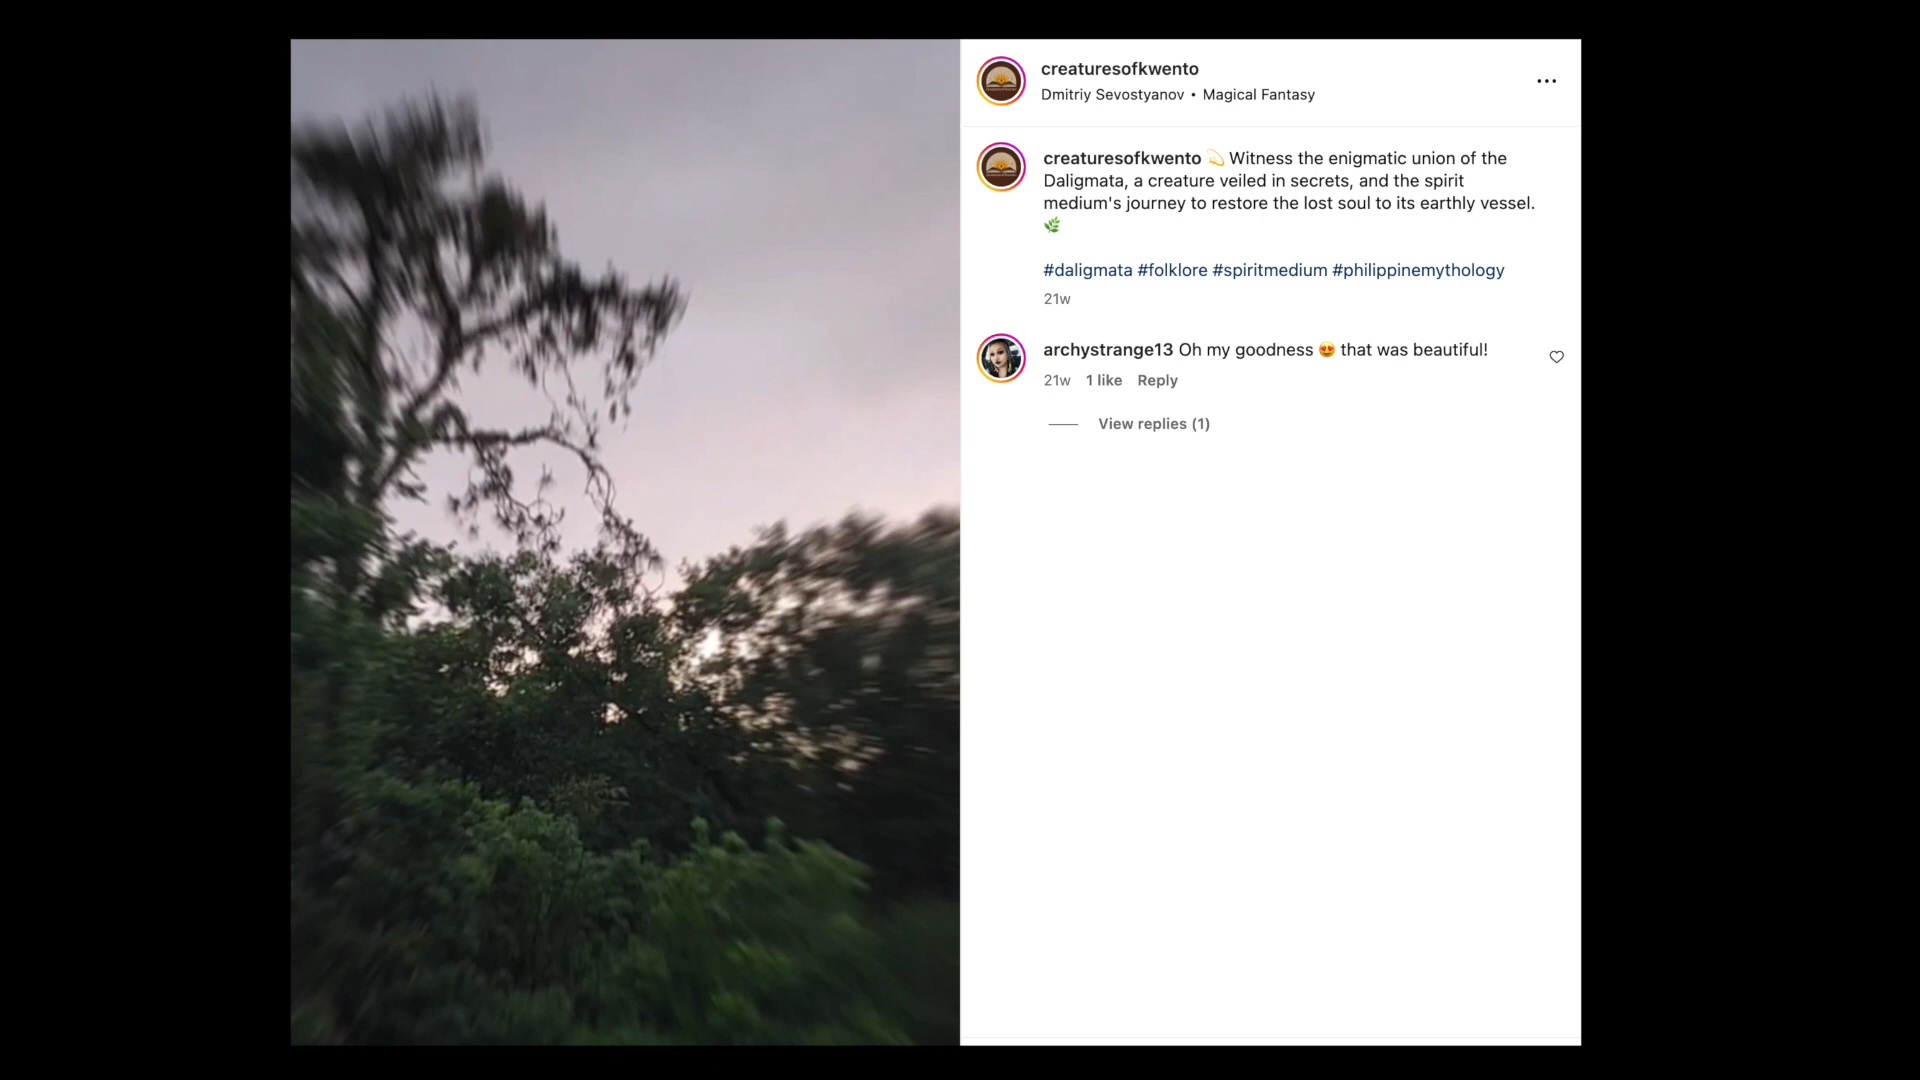 creaturesofkwento
Dmitriy Sevostyanov • Magical Fantasy
creaturesofkwento 💫 Witness the enigmatic union of the
Daligmata, a creature veiled in secrets, and the spirit
medium's journey to restore the lost soul to its earthly vessel.
🌿
#daligmata #folklore #spiritmedium #philippinemythology
21w
archystrange13 Oh my goodness 😍 that was beautiful!
21w 1 like Reply
View replies (1)